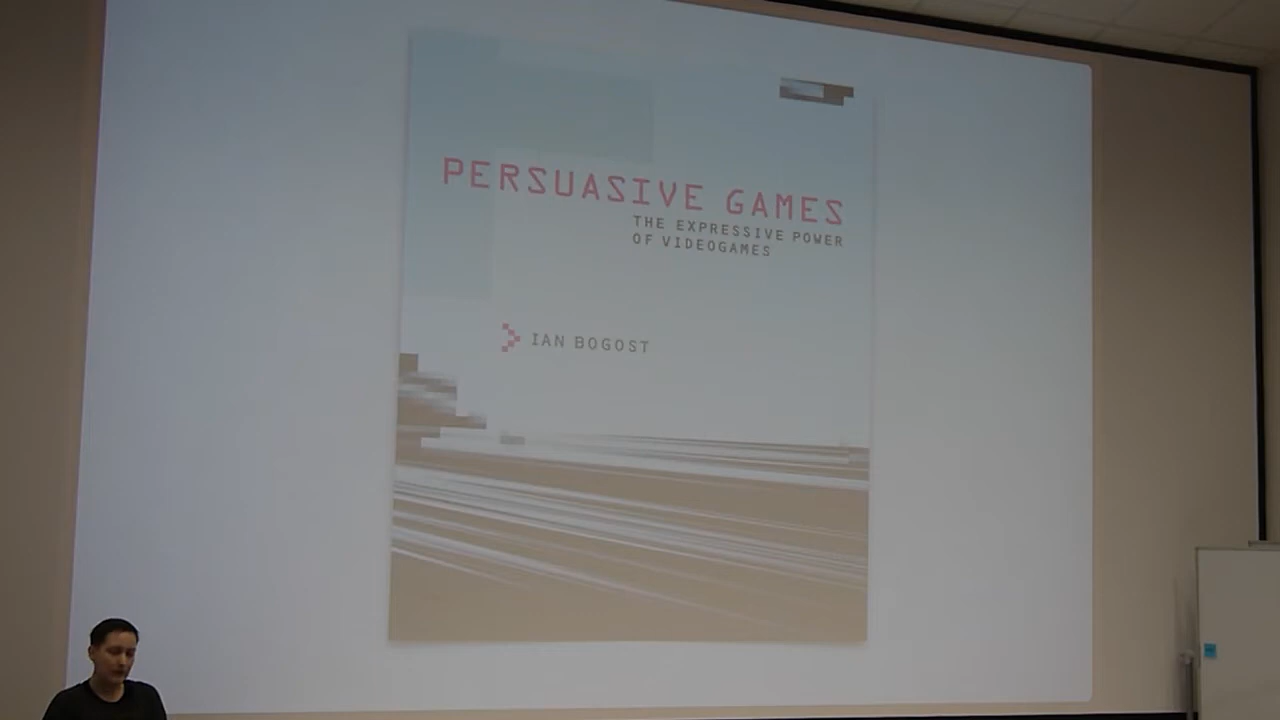 PERSUASIVE GAMES
THE EXPRESSIVE POWER
OF VIDEOGAMES
IAN BOGOST